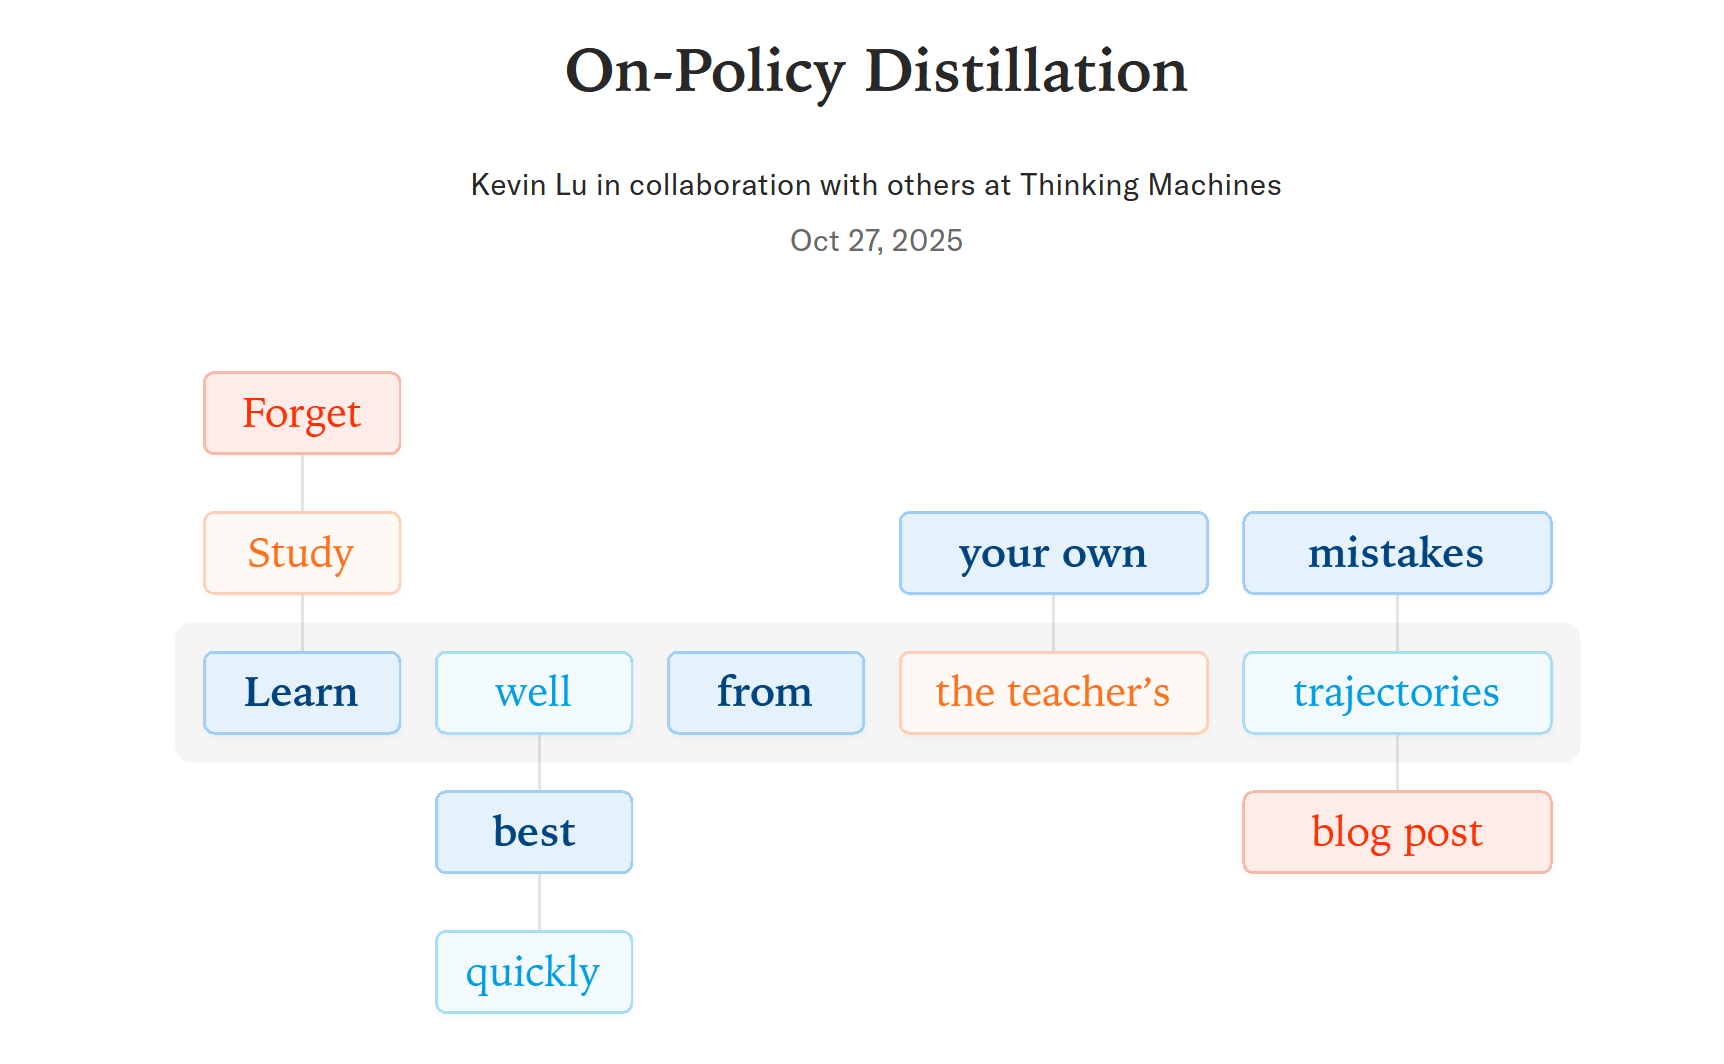 On-Policy Distillation
Kevin Lu in collaboration with others at Thinking Machines
Oct 27, 2025
Forget
Study your own mistakes
Learn well from the teacher’s trajectories
best blog post
quickly